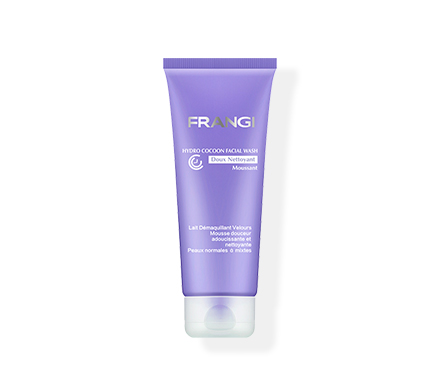 FRANGI
HYDRO COCOON FACIAL WASH
Doux Nettoyant
Moussant
Lait Démaquillant Velours
Mousse douceur
adoucissante et
nettoyante
Peaux normales à mixtes